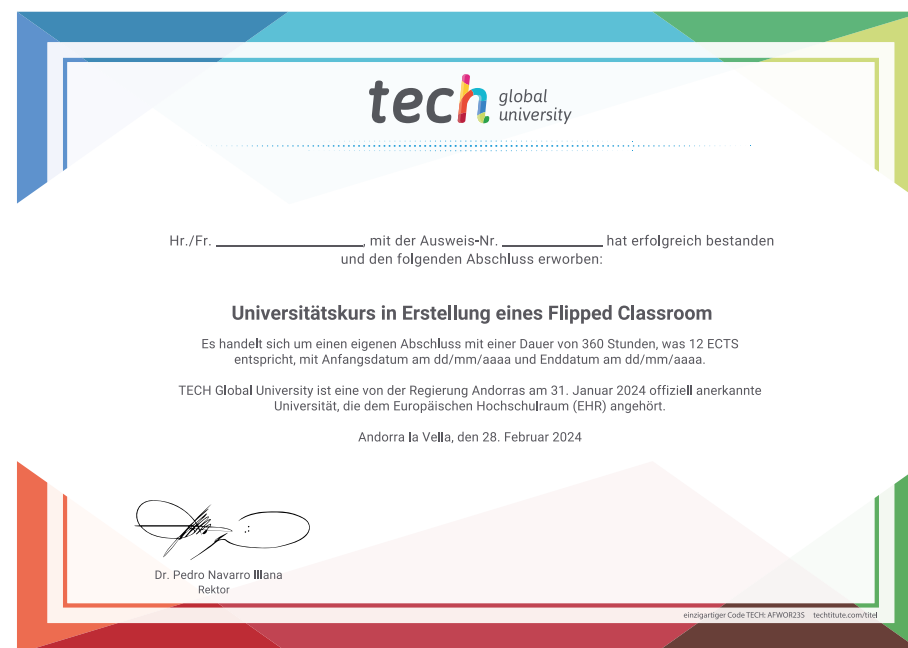 tech global university
Hr./Fr. ______________________, mit der Ausweis-Nr. _______________ hat erfolgreich bestanden
und den folgenden Abschluss erworben:
Universitätskurs in Erstellung eines Flipped Classroom
Es handelt sich um einen eigenen Abschluss mit einer Dauer von 360 Stunden, was 12 ECTS
entspricht, mit Anfangsdatum am dd/mm/aaaa und Enddatum am dd/mm/aaaa.
TECH Global University ist eine von der Regierung Andorras am 31. Januar 2024 offiziell anerkannte
Universität, die dem Europäischen Hochschulraum (EHR) angehört.
Andorra la Vella, den 28. Februar 2024
Dr. Pedro Navarro Illana
Rektor
einzigartiger Code TECH: AFWOR23S techtitute.com/titel